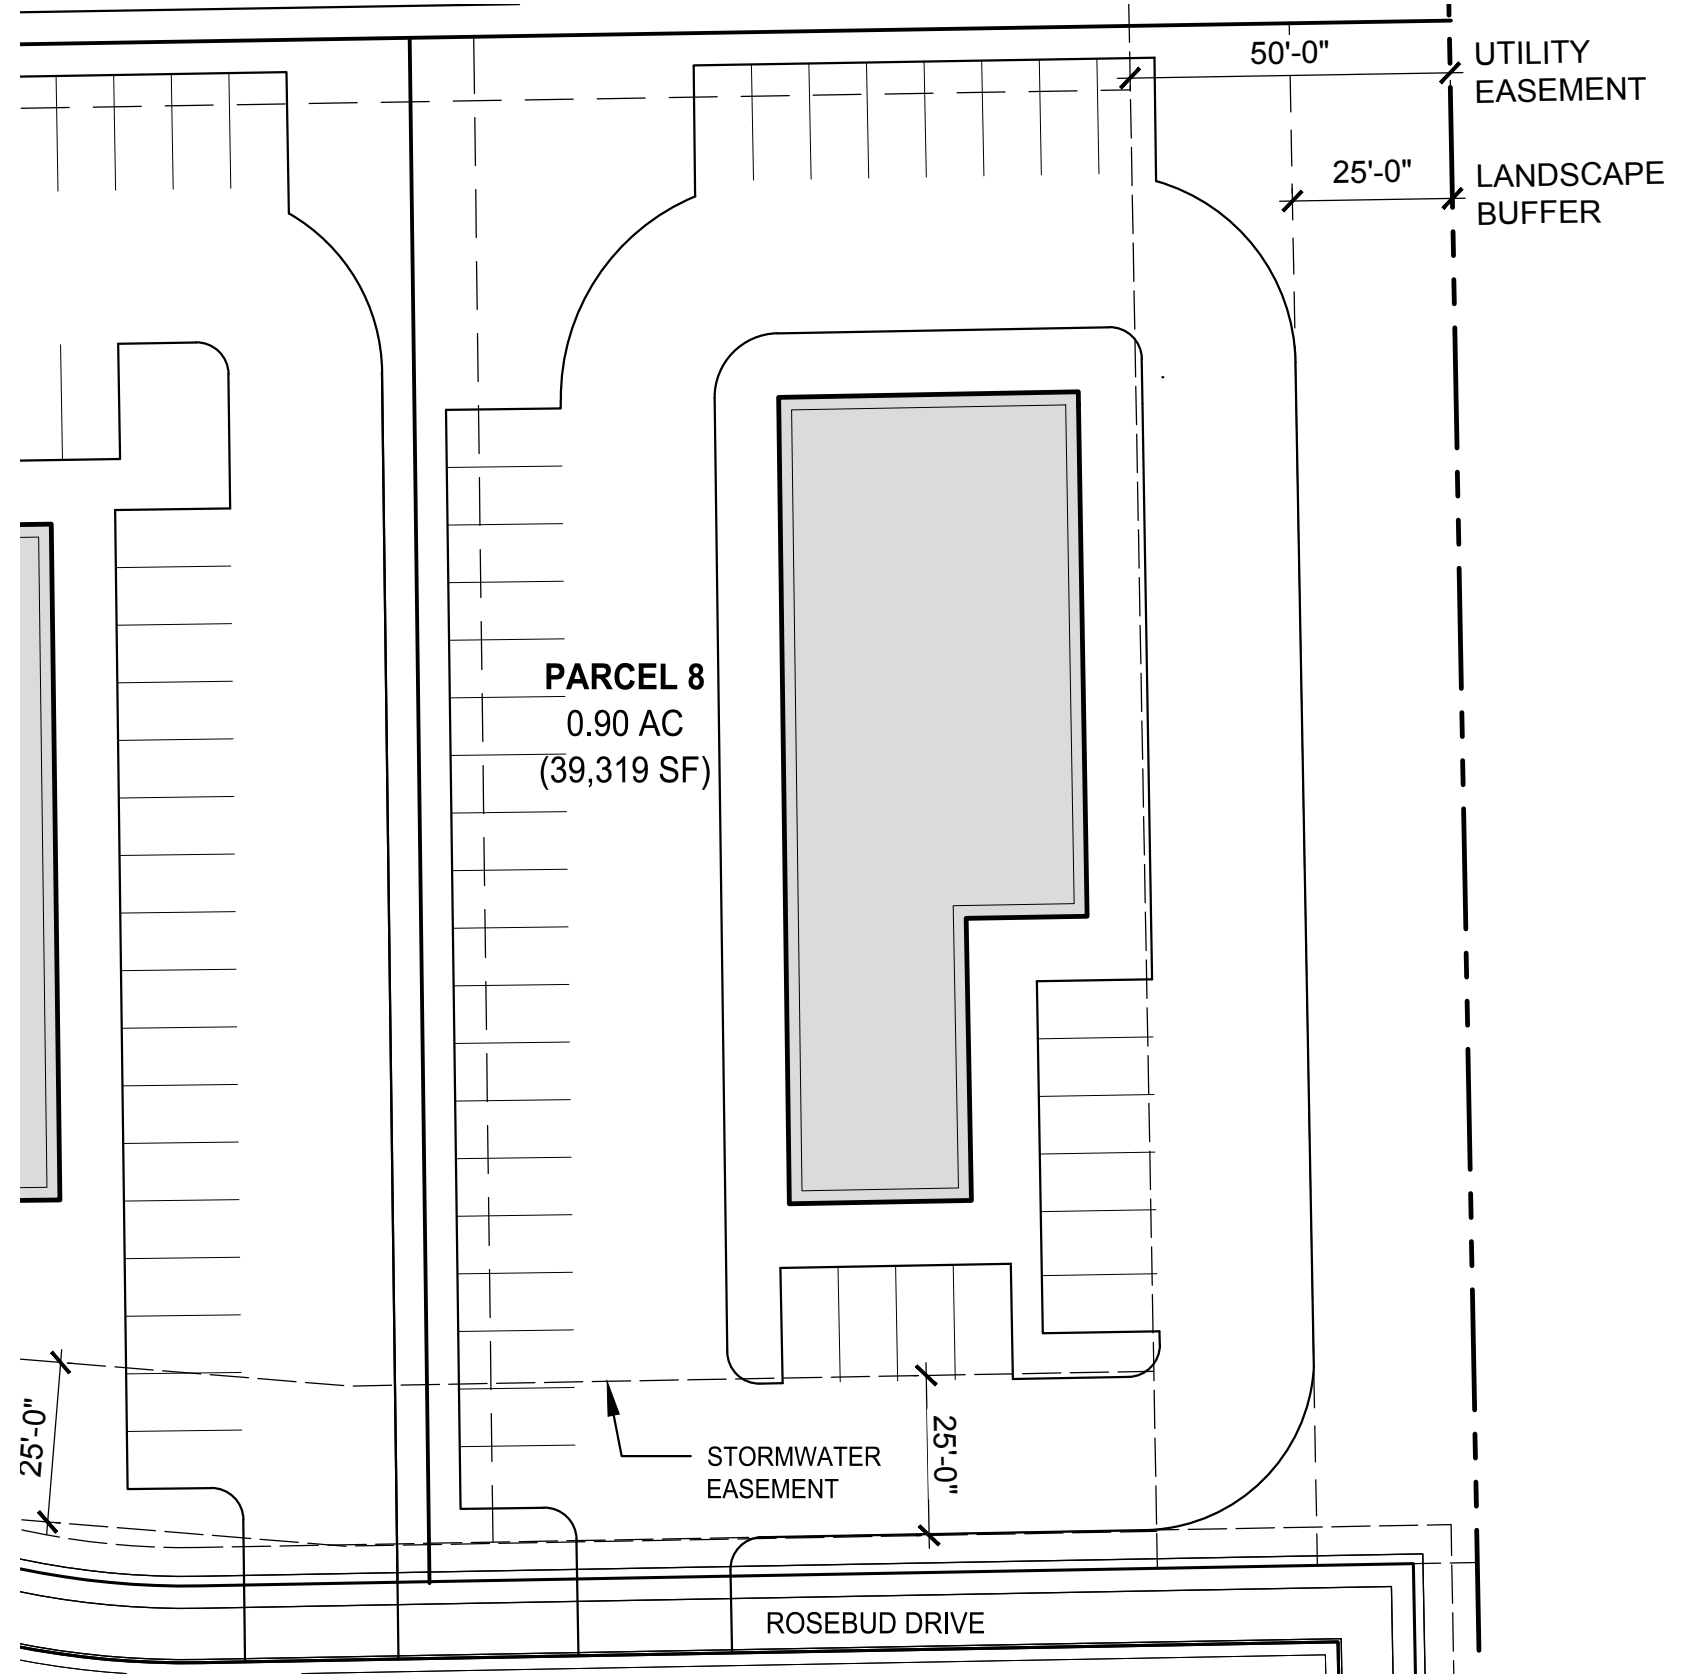 50'-0"
UTILITY
EASEMENT
25'-0"
LANDSCAPE
BUFFER
PARCEL 8
0.90 AC
(39,319 SF)
25'-0"
25'-0"
STORMWATER
EASEMENT
ROSEBUD DRIVE